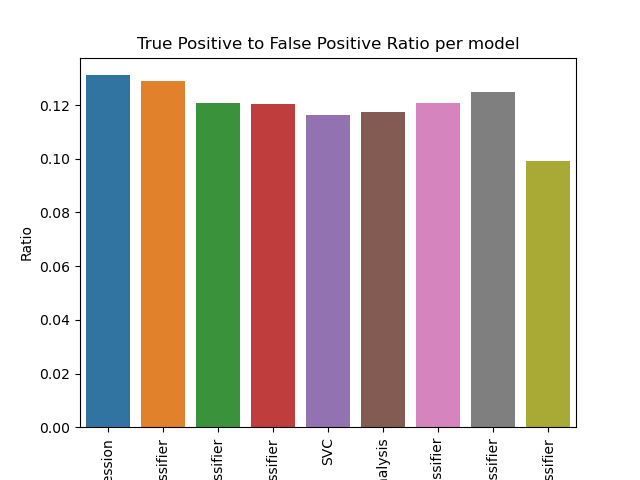 True Positive to False Positive Ratio per model
0.12
0.10
0.08
0.06
0.04
0.02
0.00
Ratio
ession
ssifier
ssifier
ssifier
SVC
alysis
ssifier
ssifier
ssifier